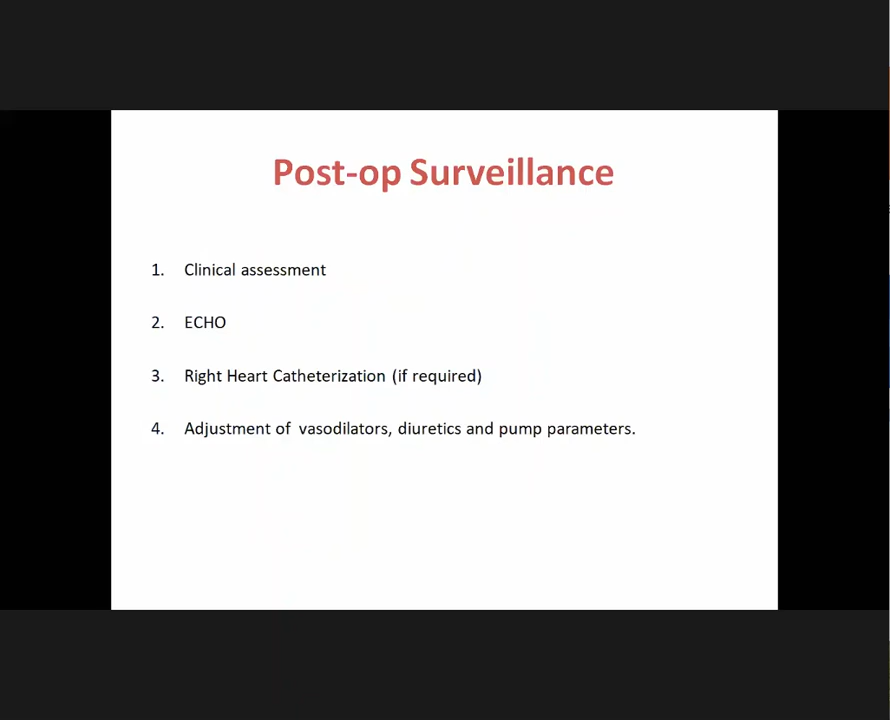 Post-op Surveillance
1. Clinical assessment
2. ECHO
3. Right Heart Catheterization (if required)
4. Adjustment of vasodilators, diuretics and pump parameters.